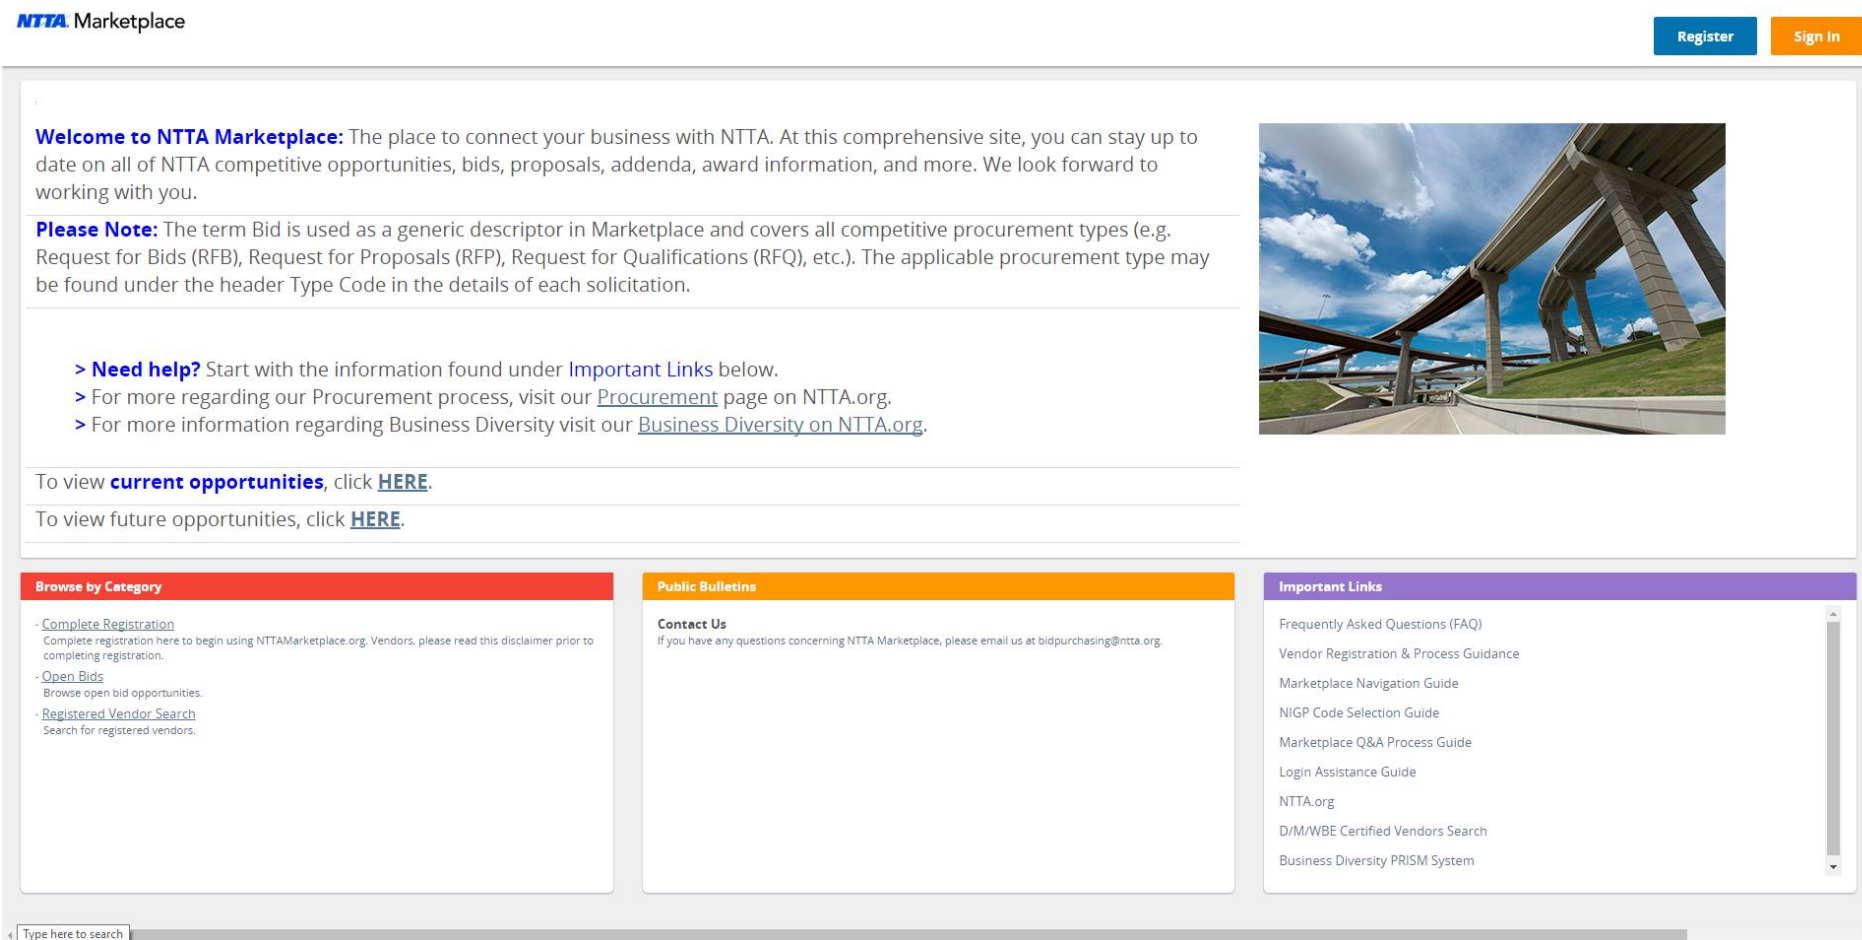 NTTA. Marketplace
Register
Sign In
Welcome to NTTA Marketplace: The place to connect your business with NTTA. At this comprehensive site, you can stay up to
date on all of NTTA competitive opportunities, bids, proposals, addenda, award information, and more. We look forward to
working with you.
Please Note: The term Bid is used as a generic descriptor in Marketplace and covers all competitive procurement types (e.g.
Request for Bids (RFB), Request for Proposals (RFP), Request for Qualifications (RFQ), etc.). The applicable procurement type may
be found under the header Type Code in the details of each solicitation.
> Need help? Start with the information found under Important Links below.
> For more regarding our Procurement process, visit our Procurement page on NTTA.org.
> For more information regarding Business Diversity visit our Business Diversity on NTTA.org.
To view current opportunities, click HERE.
To view future opportunities, click HERE.
Browse by Category
- Complete Registration
Complete registration here to begin using NTTAMarketplace.org. Vendors, please read this disclaimer prior to
completing registration.
- Open Bids
Browse open bid opportunities.
- Registered Vendor Search
Search for registered vendors.
Public Bulletins
Contact Us
If you have any questions concerning NTTA Marketplace, please email us at bidpurchasing@ntta.org.
Important Links
Frequently Asked Questions (FAQ)
Vendor Registration & Process Guidance
Marketplace Navigation Guide
NIGP Code Selection Guide
Marketplace Q&A Process Guide
Login Assistance Guide
NTTA.org
D/M/WBE Certified Vendors Search
Business Diversity PRISM System
Type here to search